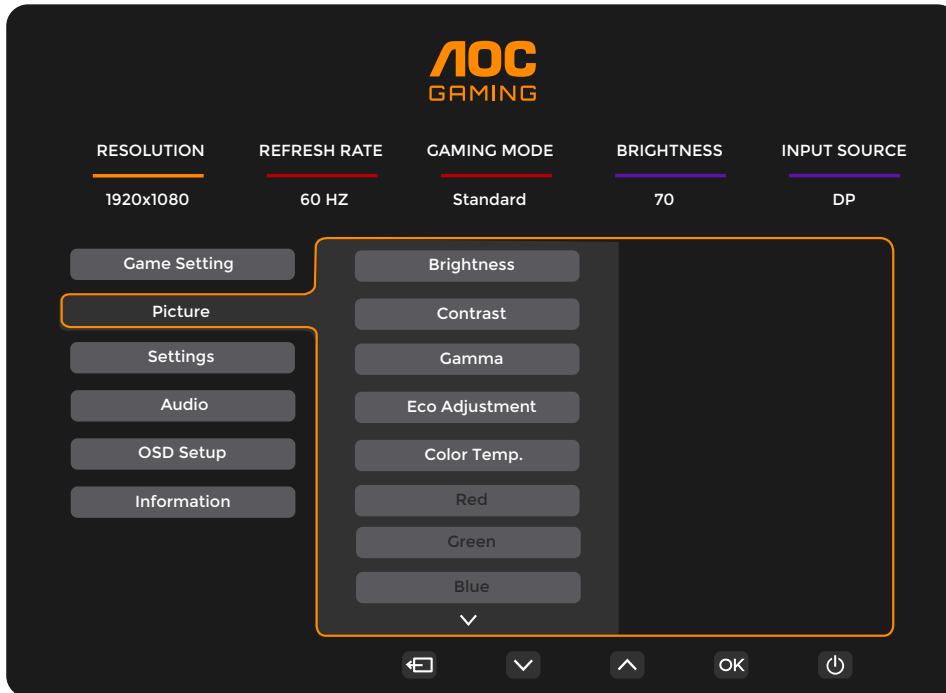 AOC
GAMING
RESOLUTION REFRESH RATE GAMING MODE BRIGHTNESS INPUT SOURCE
1920x1080 60 HZ Standard 70 DP
Game Setting
Picture
Settings
Audio
OSD Setup
Information
Brightness
Contrast
Gamma
Eco Adjustment
Color Temp.
Red
Green
Blue
OK